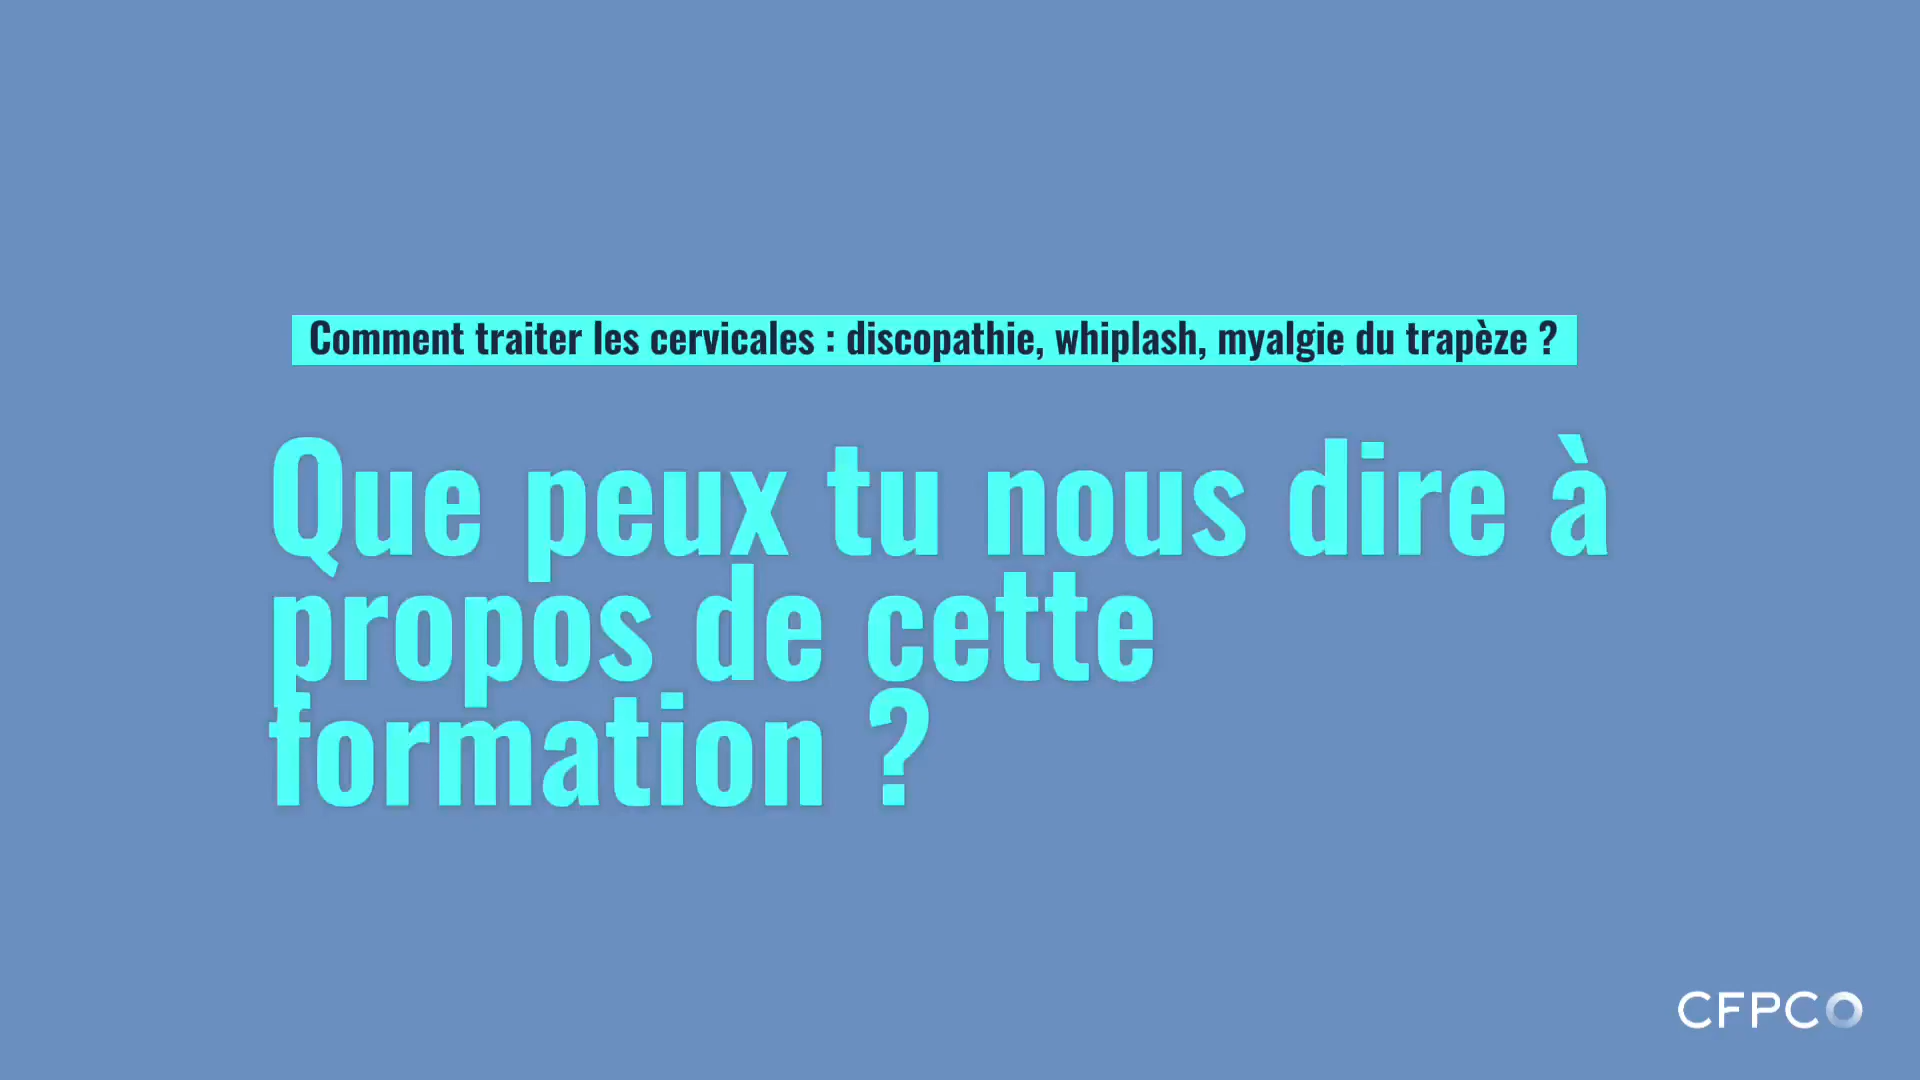 Comment traiter les cervicales : discopathie, whiplash, myalgie du trapèze ?
Que peux tu nous dire à
propos de cette
formation ?
CFPCO